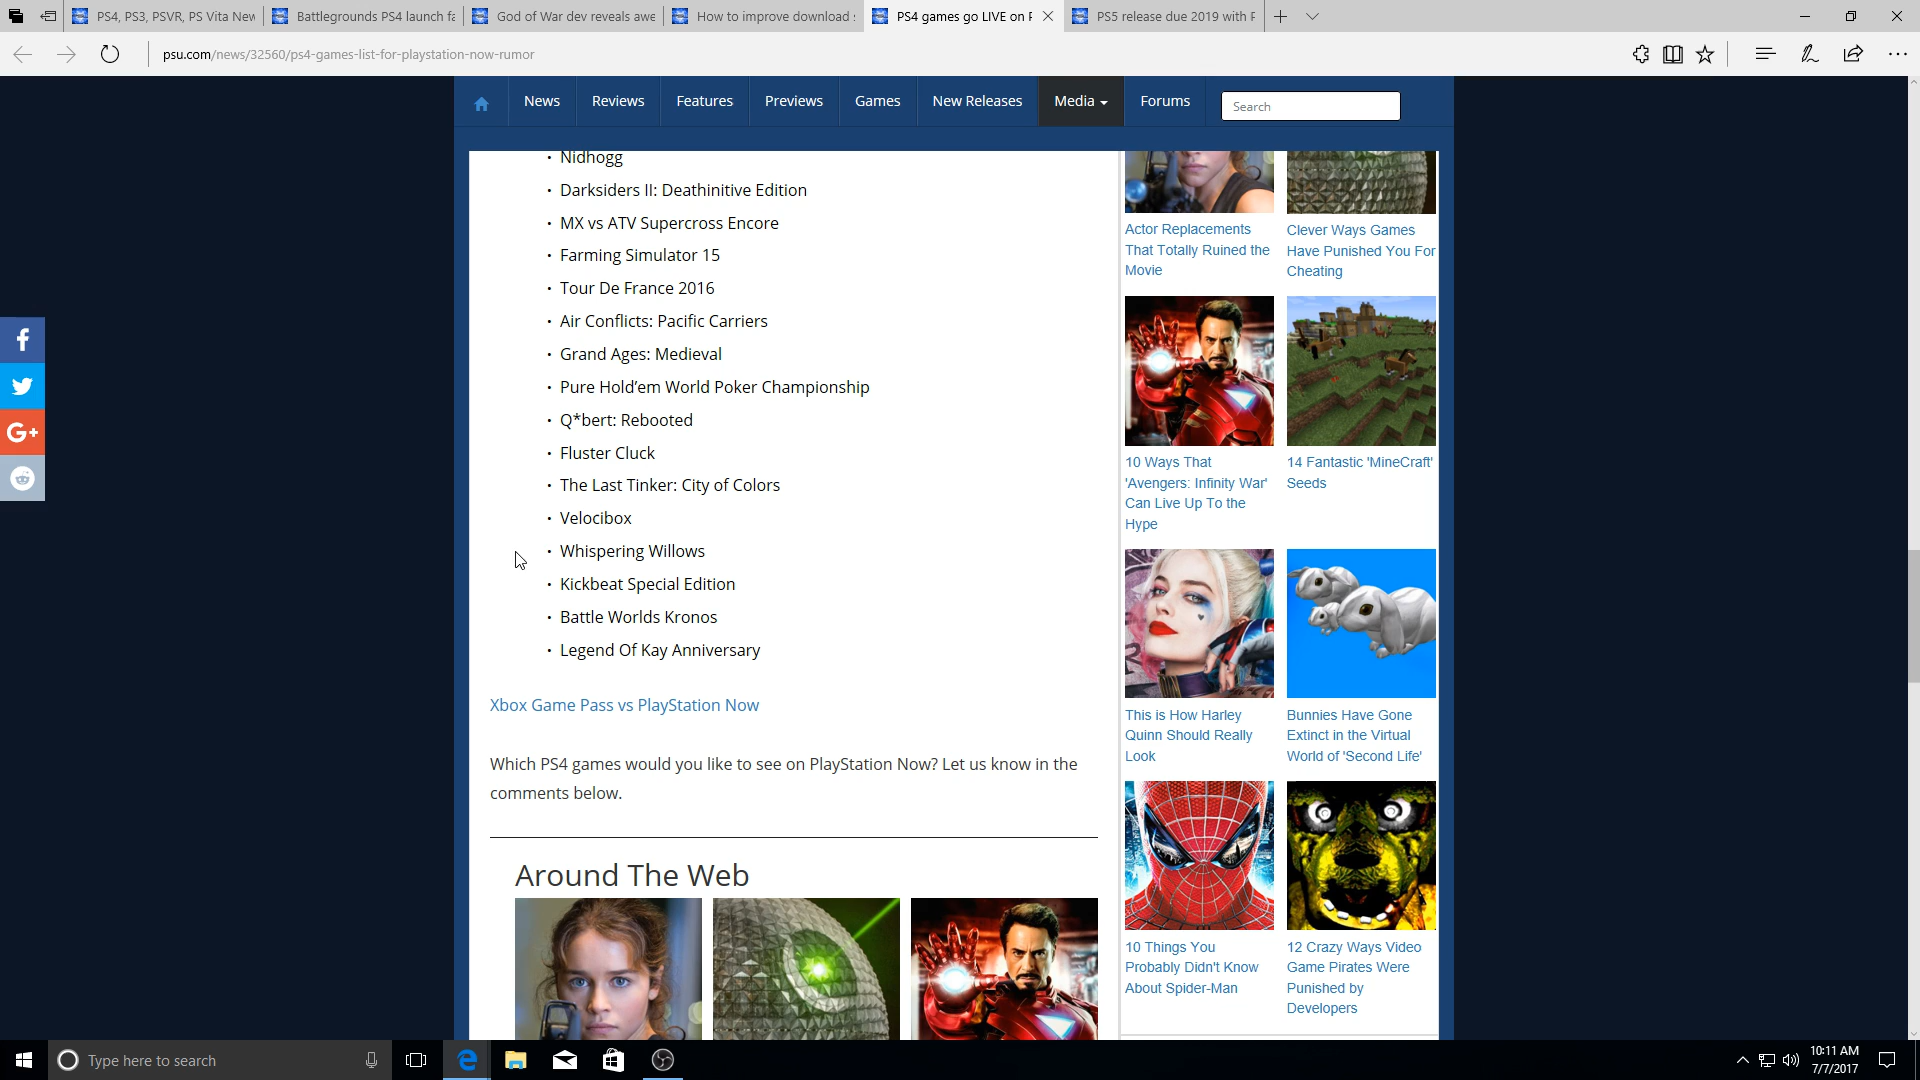 PS4, PS3, PSVR, PS Vita New
Battlegrounds PS4 launch fa
God of War dev reveals awe
How to improve download s
PS4 games go LIVE on P
PS5 release due 2019 with P
psu.com/news/32560/ps4-games-list-for-playstation-now-rumor
News
Reviews
Features
Previews
Games
New Releases
Media
Forums
Search
• Nidhogg
• Darksiders II: Deathinitive Edition
• MX vs ATV Supercross Encore
• Farming Simulator 15
• Tour De France 2016
• Air Conflicts: Pacific Carriers
• Grand Ages: Medieval
• Pure Hold’em World Poker Championship
• Q*bert: Rebooted
• Fluster Cluck
• The Last Tinker: City of Colors
• Velocibox
• Whispering Willows
• Kickbeat Special Edition
• Battle Worlds Kronos
• Legend Of Kay Anniversary
Xbox Game Pass vs PlayStation Now
Which PS4 games would you like to see on PlayStation Now? Let us know in the
comments below.
Around The Web
Actor Replacements
That Totally Ruined the
Movie
Clever Ways Games
Have Punished You For
Cheating
10 Ways That
'Avengers: Infinity War'
Can Live Up To the
Hype
14 Fantastic 'MineCraft'
Seeds
This is How Harley
Quinn Should Really
Look
Bunnies Have Gone
Extinct in the Virtual
World of 'Second Life'
10 Things You
Probably Didn't Know
About Spider-Man
12 Crazy Ways Video
Game Pirates Were
Punished by
Developers
f
G+
Type here to search
10:11 AM
7/7/2017